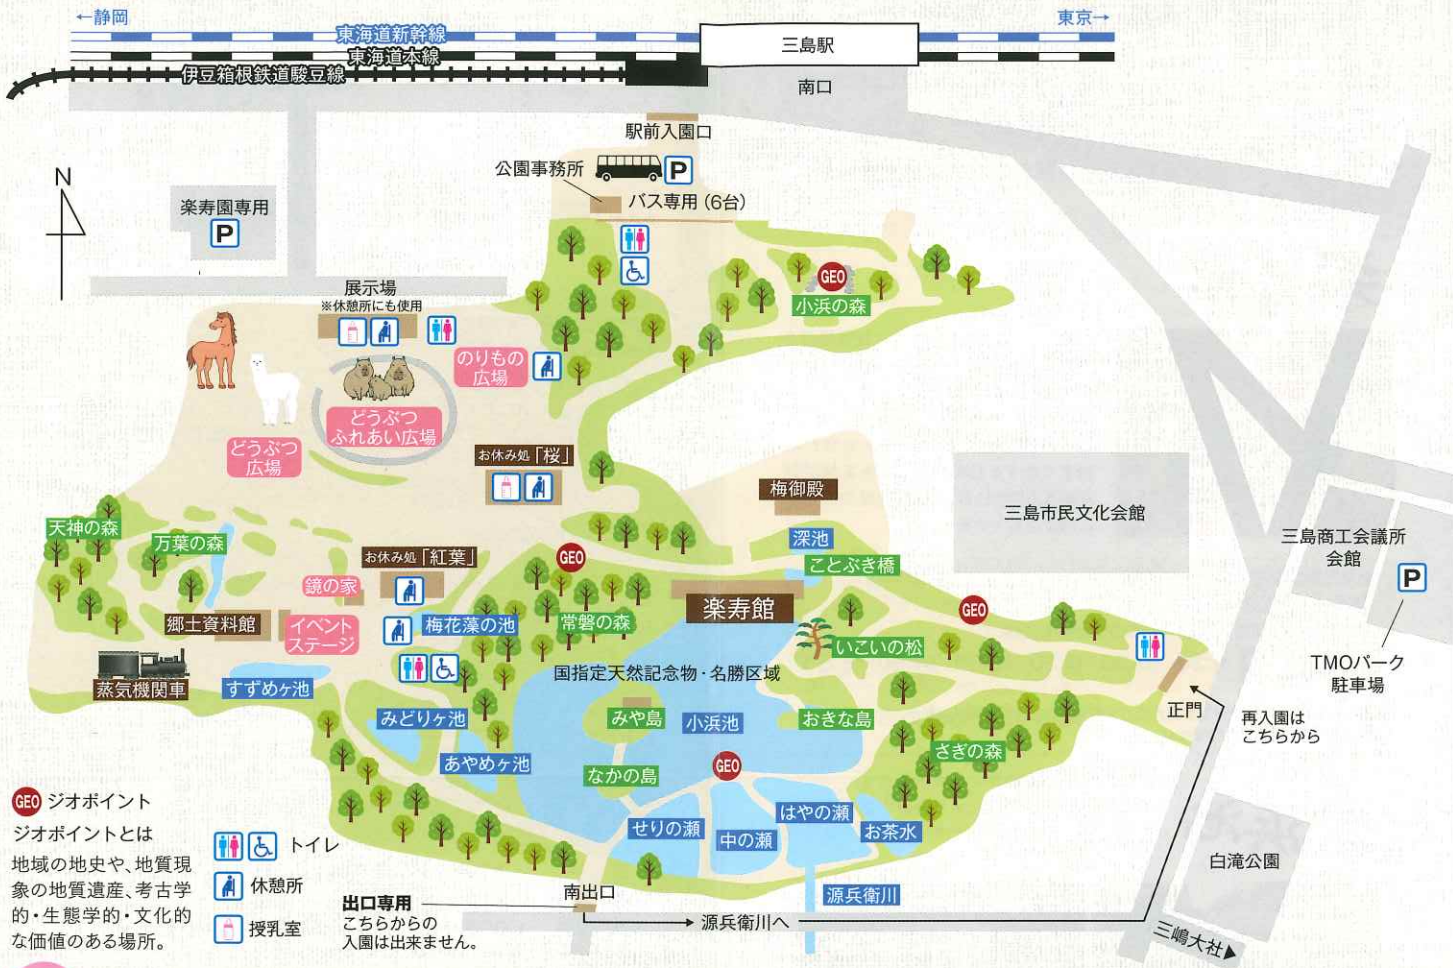 ←静岡
東京→
東海道新幹線
東海道本線
伊豆箱根鉄道駿豆線
三島駅
南口
駅前入園口
公園事務所
P
バス専用（6台）
N
楽寿園専用
P
展示場
※休憩所にも使用
のりもの
広場
GEO
小浜の森
どうぶつ
ふれあい広場
どうぶつ
広場
お休み処「桜」
梅御殿
三島市民文化会館
三島商工会議所
会館
P
TMOパーク
駐車場
天神の森
万葉の森
お休み処「紅葉」
GEO
深池
ことぶき橋
鏡の家
楽寿館
GEO
郷土資料館
イベント
ステージ
梅花藻の池
常磐の森
いこいの松
蒸気機関車
すずめヶ池
国指定天然記念物・名勝区域
みどりヶ池
みや島
小浜池
おきな島
正門
再入園は
こちらから
あやめヶ池
なかの島
GEO
さぎの森
せりの瀬
中の瀬
はやの瀬
お茶水
GEO ジオポイント
ジオポイントとは
地域の地史や、地質現
象の地質遺産、考古学
的・生態学的・文化的
な価値のある場所。
トイレ
休憩所
授乳室
出口専用
こちらからの
入園は出来ません。
南出口
源兵衛川へ
源兵衛川
白滝公園
三嶋大社▶